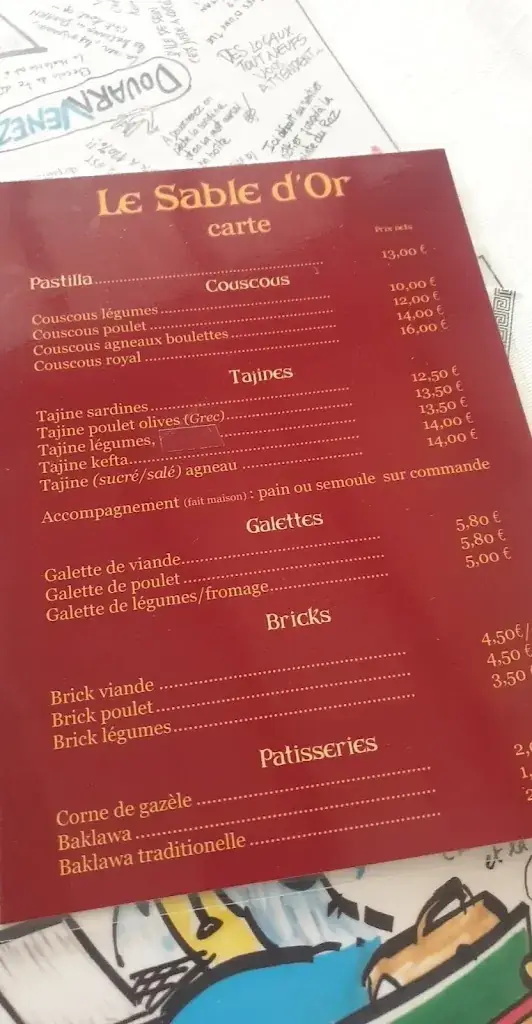 DES LOCAUX
TOUT NEUFS
VOUS
ATTENDENT...
DOUARNENEZ
Le Sable d'Or
carte
Prix nets
Pastilla 13,00 €
Couscous
Couscous légumes 10,00 €
Couscous poulet 12,00 €
Couscous agneaux boulettes 14,00 €
Couscous royal 16,00 €
Tajines
Tajine sardines 12,50 €
Tajine poulet olives (Grec) 13,50 €
Tajine légumes, 13,50 €
Tajine kefta 14,00 €
Tajine (sucré/salé) agneau 14,00 €
Accompagnement (fait maison) : pain ou semoule sur commande
Galettes
Galette de viande 5,80 €
Galette de poulet 5,80 €
Galette de légumes/fromage 5,00 €
Bricks
Brick viande 4,50€/
Brick poulet 4,50 €
Brick légumes 3,50
Patisseries
Corne de gazèle 2,
Baklawa 1,
Baklawa traditionelle 2